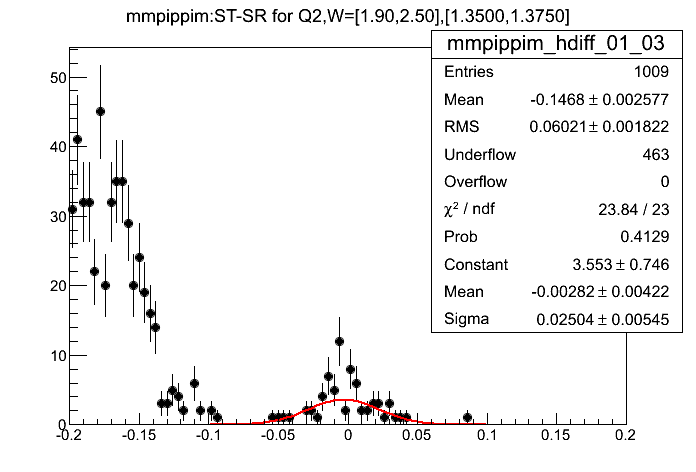 mmpippim:ST-SR for Q2,W=[1.90,2.50],[1.3500,1.3750]
mmpippim_hdiff_01_03
Entries 1009
Mean -0.1468 ± 0.002577
RMS 0.06021 ± 0.001822
Underflow 463
Overflow 0
χ² / ndf 23.84 / 23
Prob 0.4129
Constant 3.553 ± 0.746
Mean -0.00282 ± 0.00422
Sigma 0.02504 ± 0.00545
50
40
30
20
10
0
-0.2 -0.15 -0.1 -0.05 0 0.05 0.1 0.15 0.2